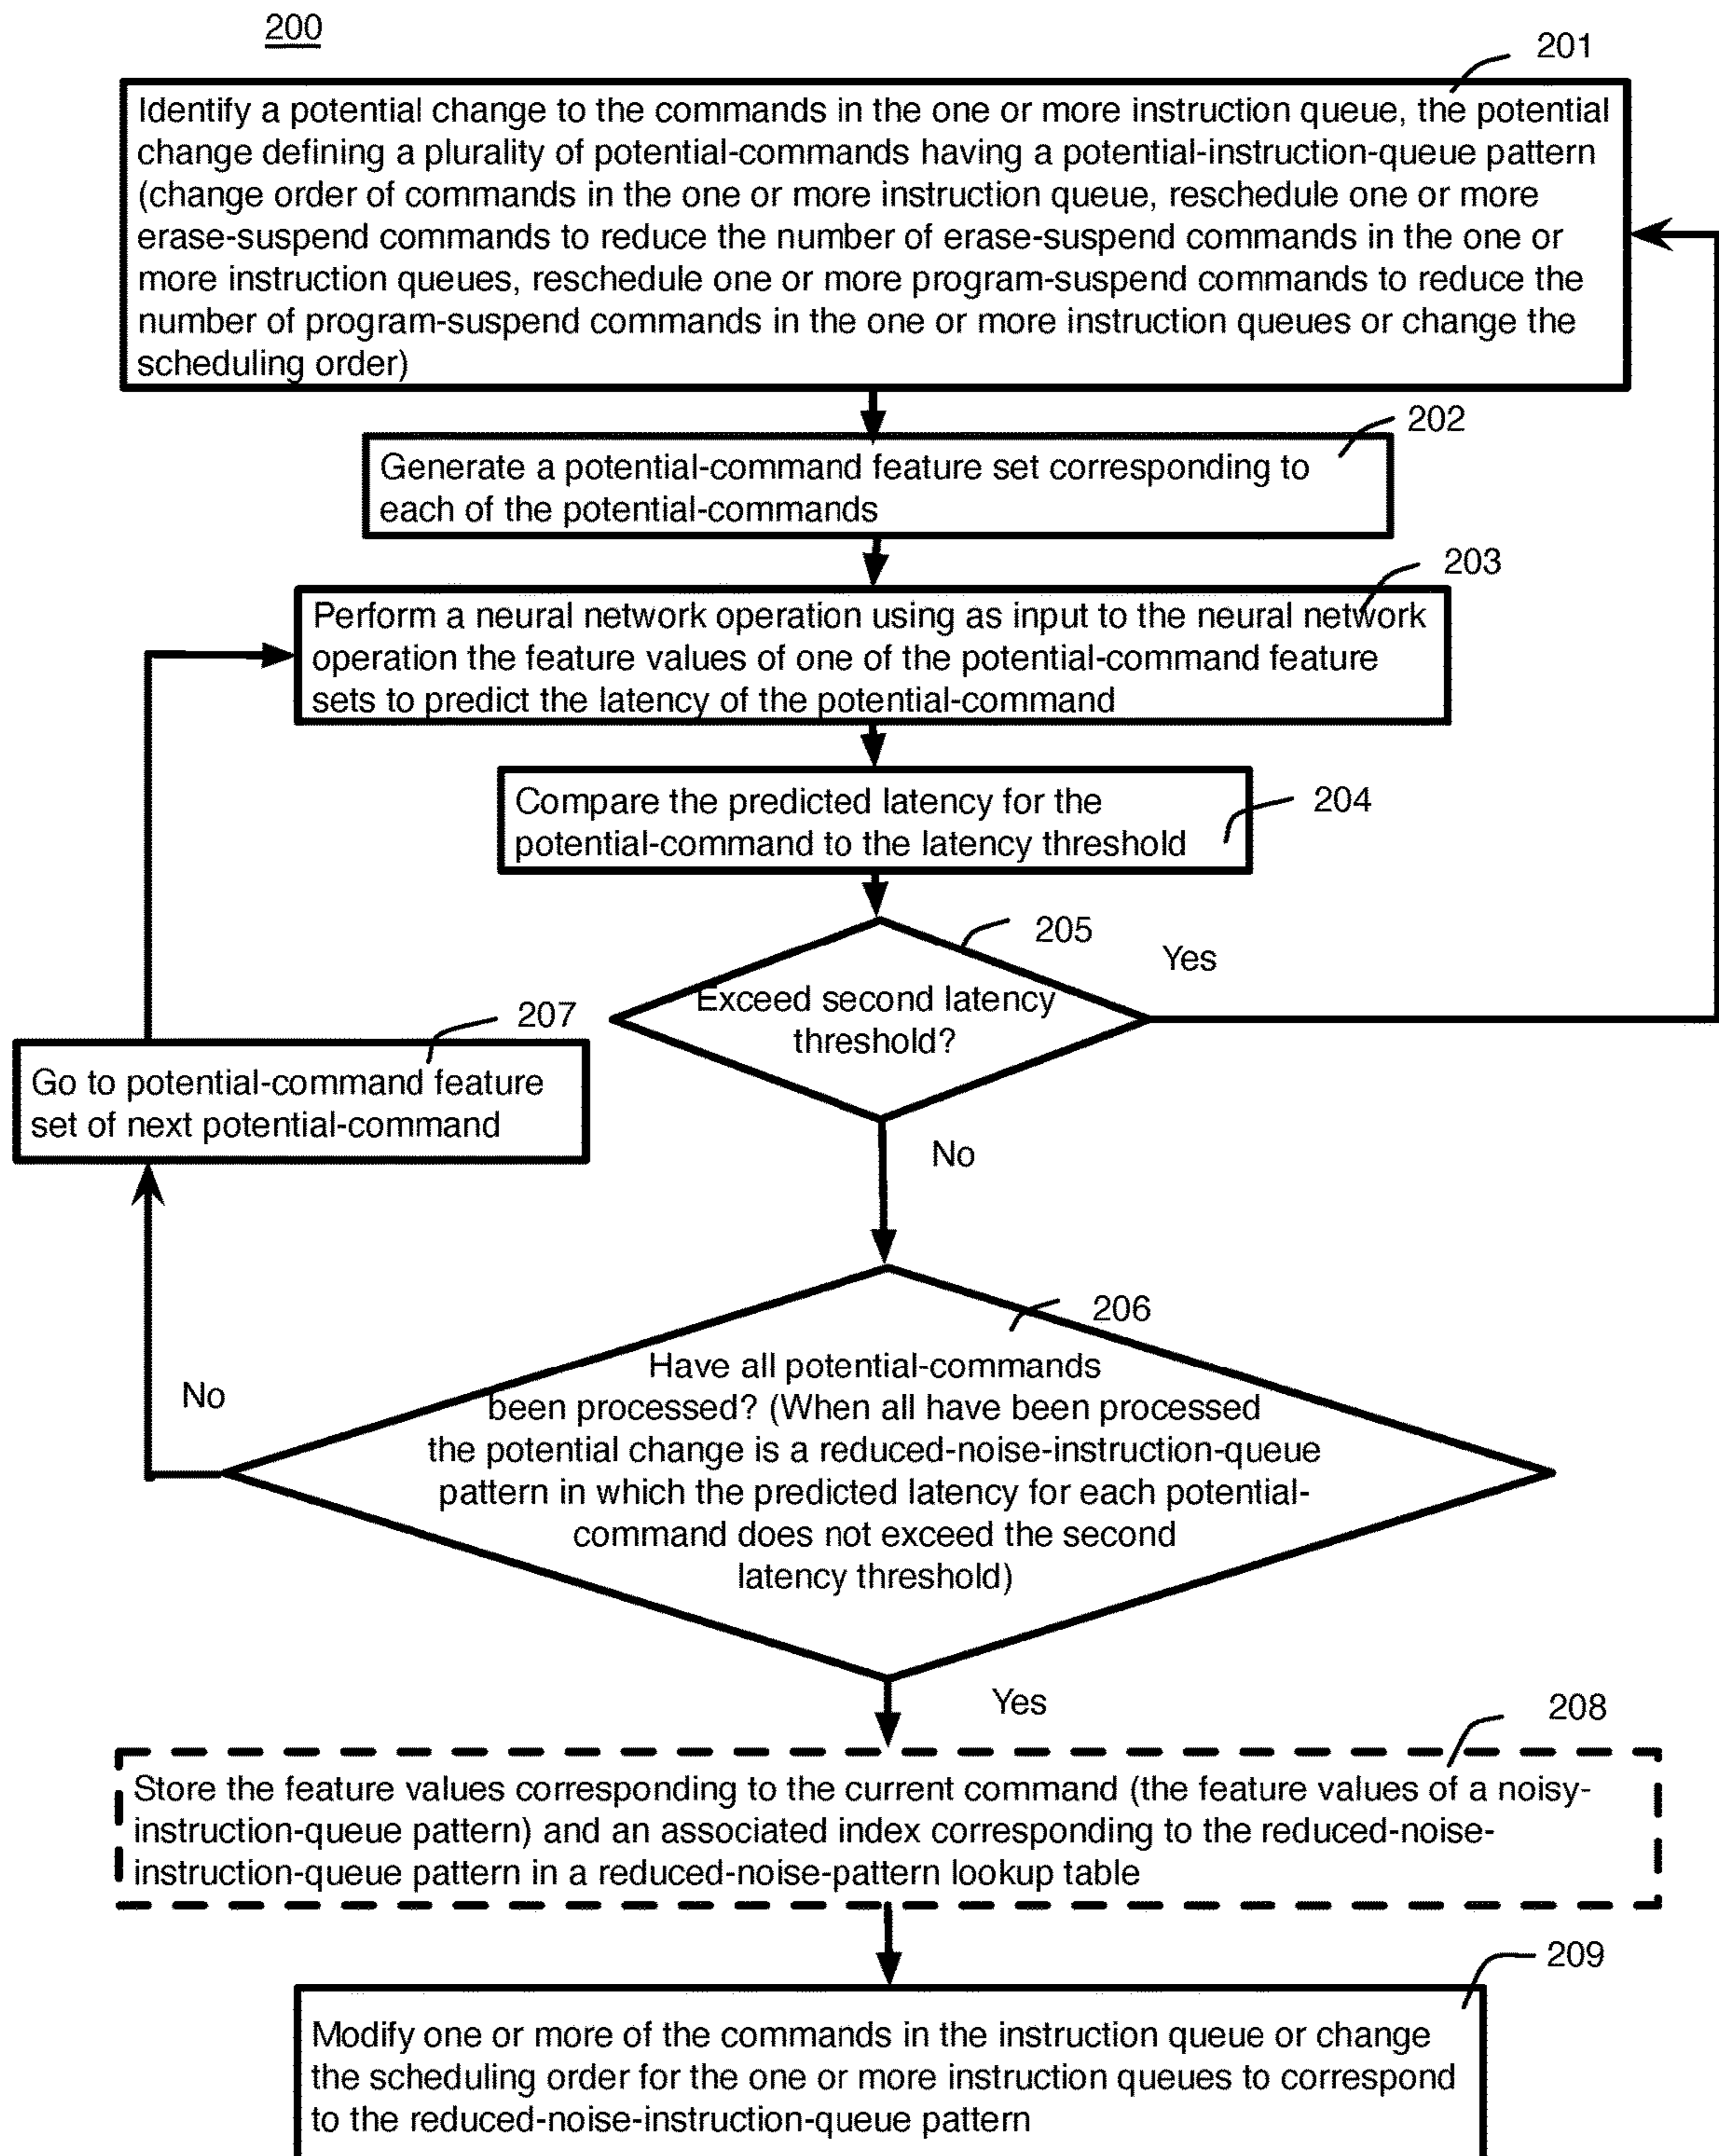 200
201
Identify a potential change to the commands in the one or more instruction queue, the potential
change defining a plurality of potential-commands having a potential-instruction-queue pattern
(change order of commands in the one or more instruction queue, reschedule one or more
erase-suspend commands to reduce the number of erase-suspend commands in the one or
more instruction queues, reschedule one or more program-suspend commands to reduce the
number of program-suspend commands in the one or more instruction queues or change the
scheduling order)
202
Generate a potential-command feature set corresponding to
each of the potential-commands
203
Perform a neural network operation using as input to the neural network
operation the feature values of one of the potential-command feature
sets to predict the latency of the potential-command
204
Compare the predicted latency for the
potential-command to the latency threshold
205
Yes
Exceed second latency
threshold?
207
Go to potential-command feature
set of next potential-command
No
206
Have all potential-commands
been processed? (When all have been processed
the potential change is a reduced-noise-instruction-queue
pattern in which the predicted latency for each potential-
command does not exceed the second
latency threshold)
No
Yes
208
Store the feature values corresponding to the current command (the feature values of a noisy-
instruction-queue pattern) and an associated index corresponding to the reduced-noise-
instruction-queue pattern in a reduced-noise-pattern lookup table
209
Modify one or more of the commands in the instruction queue or change
the scheduling order for the one or more instruction queues to correspond
to the reduced-noise-instruction-queue pattern